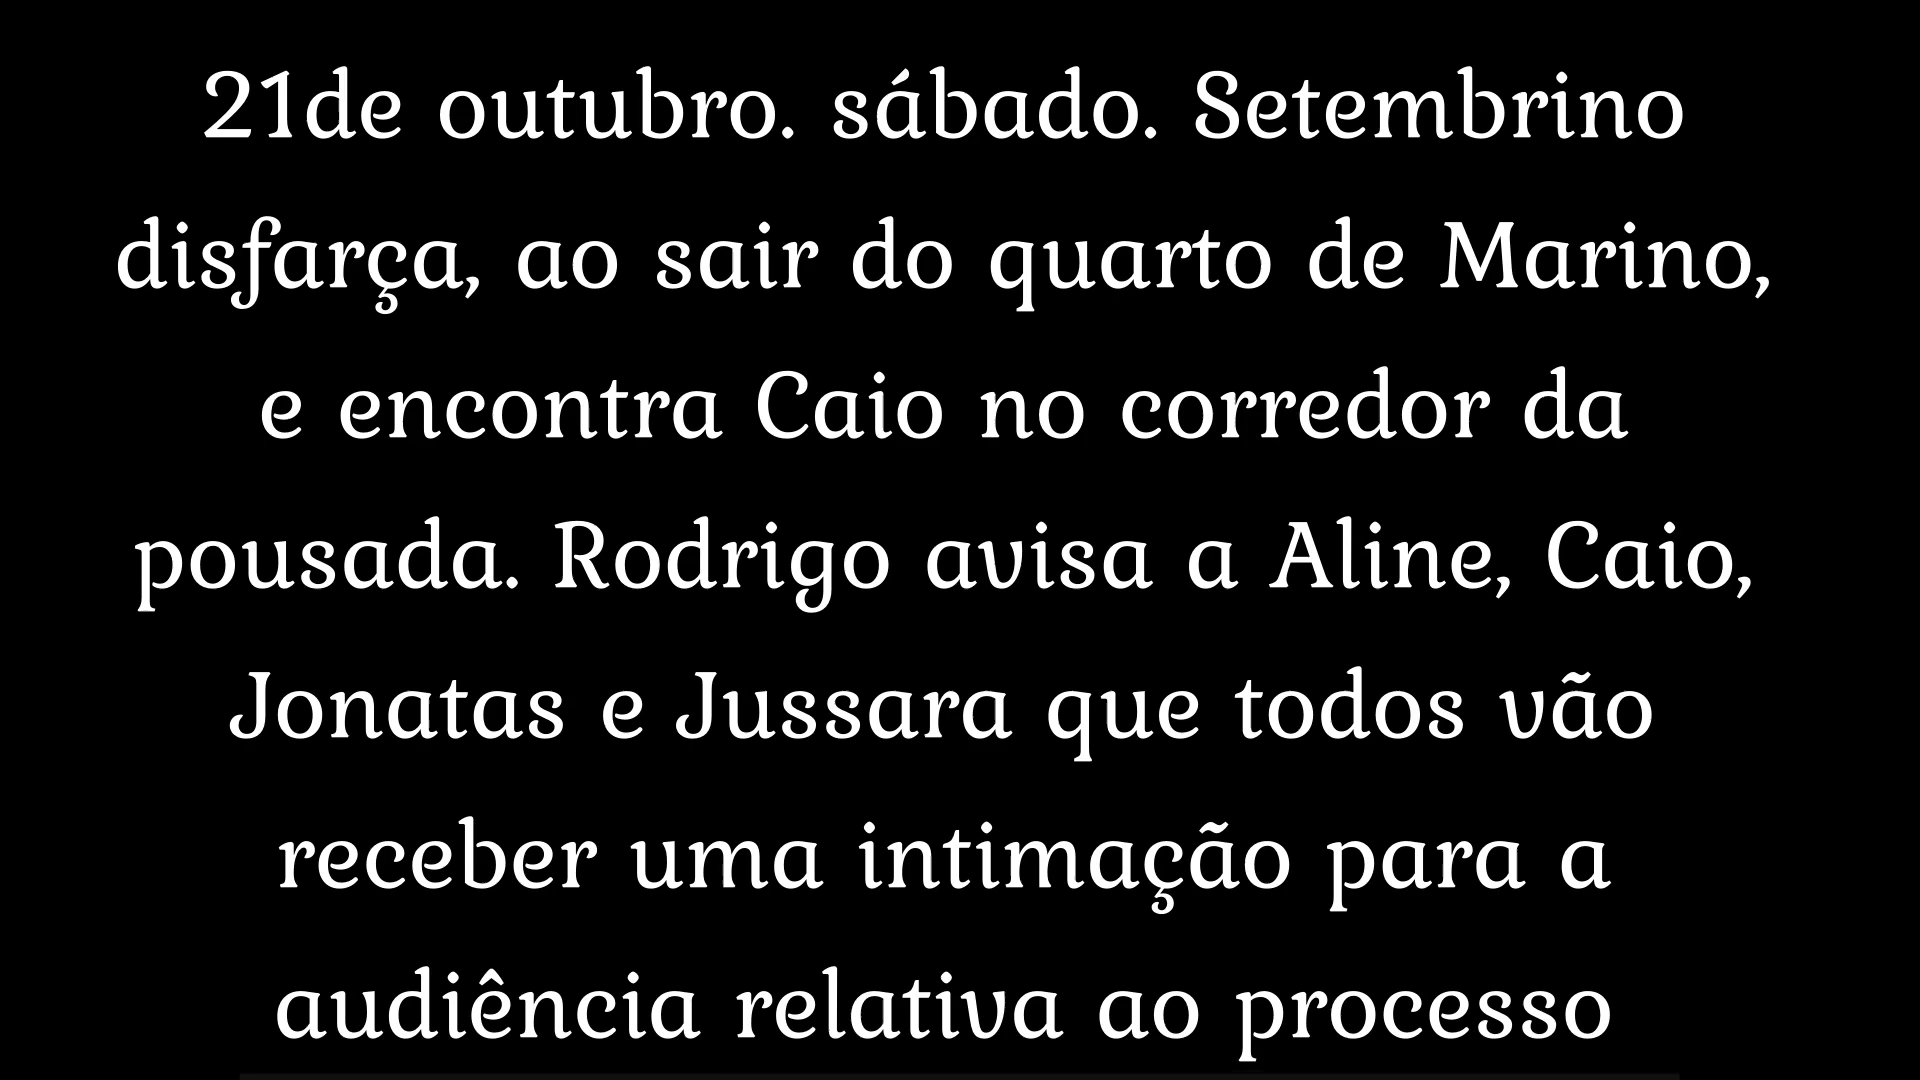 21de outubro. sábado. Setembrino
disfarça, ao sair do quarto de Marino,
e encontra Caio no corredor da
pousada. Rodrigo avisa a Aline, Caio,
Jonatas e Jussara que todos vão
receber uma intimação para a
audiência relativa ao processo